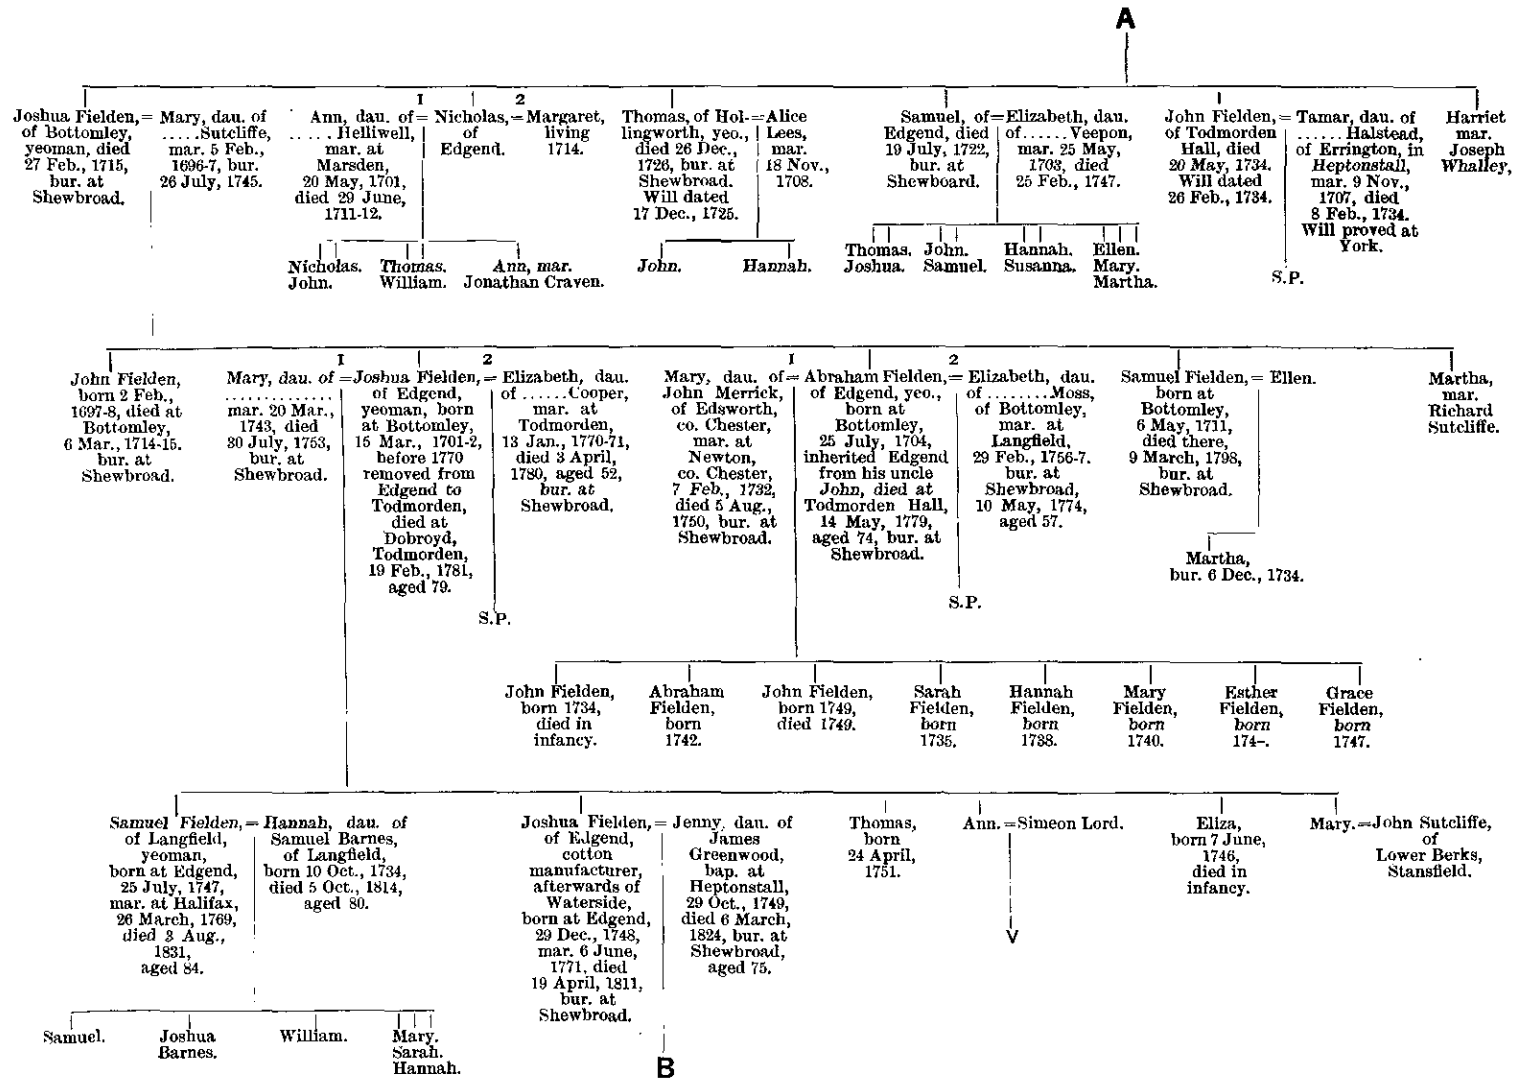 A
Joshua Fielden,=
of Bottomley,
yeoman, died
27 Feb., 1715,
bur. at
Shewbroad.
Mary, dau. of
.....Sutcliffe,
mar. 5 Feb.,
1696-7, bur.
26 July, 1745.
Ann, dau. of=
..... Helliwell,
mar. at
Marsden,
20 May, 1701,
died 29 June,
1711-12.
1
Nicholas,=
of
Edgend.
2
Margaret,
living
1714.
Nicholas.
John.
Thomas.
William.
Ann, mar.
Jonathan Craven.
Thomas, of Hol-=
lingworth, yeo.,
died 26 Dec.,
1726, bur. at
Shewbroad.
Will dated
17 Dec., 1725.
Alice
Lees,
mar.
18 Nov.,
1708.
John.
Hannah.
Samuel, of=
Edgend, died
19 July, 1722,
bur. at
Shewboard.
Elizabeth, dau.
of......Veepon,
mar. 25 May,
1703, died
25 Feb., 1747.
Thomas.
Joshua.
John.
Samuel.
Hannah.
Susanna.
Ellen.
Mary.
Martha.
John Fielden,=
of Todmorden
Hall, died
20 May, 1734.
Will dated
26 Feb., 1734.
Tamar, dau. of
......Halstead,
of Errington, in
Heptonstall,
mar. 9 Nov.,
1707, died
8 Feb., 1734.
Will proved at
York.
S.P.
Harriet
mar.
Joseph
Whalley,
John Fielden,
born 2 Feb.,
1697-8, died at
Bottomley,
6 Mar., 1714-15.
bur. at
Shewbroad.
Mary, dau. of=
.............
mar. 20 Mar.,
1743, died
30 July, 1753,
bur. at
Shewbroad.
1
Joshua Fielden,=
of Edgend,
yeoman, born
at Bottomley,
15 Mar., 1701-2,
before 1770
removed from
Edgend to
Todmorden,
died at
Dobroyd,
Todmorden,
19 Feb., 1781,
aged 79.
2
Elizabeth, dau.
of ......Cooper,
mar. at
Todmorden,
13 Jan., 1770-71,
died 3 April,
1780, aged 52,
bur. at
Shewbroad.
S.P.
Mary, dau. of=
John Merrick,
of Edsworth,
co. Chester,
mar. at
Newton,
co. Chester,
7 Feb., 1732,
died 5 Aug.,
1750, bur. at
Shewbroad.
1
Abraham Fielden,=
of Edgend, yeo.,
born at
Bottomley,
25 July, 1704,
inherited Edgend
from his uncle
John, died at
Todmorden Hall,
14 May, 1779,
aged 74, bur. at
Shewbroad.
2
Elizabeth, dau.
of ........Moss,
of Bottomley,
mar. at
Langfield,
29 Feb., 1756-7.
bur. at
Shewbroad,
10 May, 1774,
aged 57.
S.P.
Samuel Fielden,=
born at
Bottomley,
6 May, 1711,
died there,
9 March, 1798,
bur. at
Shewbroad.
Ellen.
Martha,
bur. 6 Dec., 1734.
Martha,
mar.
Richard
Sutcliffe.
John Fielden,
born 1734,
died in
infancy.
Abraham
Fielden,
born
1742.
John Fielden,
born 1749,
died 1749.
Sarah
Fielden,
born
1735.
Hannah
Fielden,
born
1738.
Mary
Fielden,
born
1740.
Esther
Fielden,
born
174–.
Grace
Fielden,
born
1747.
Samuel Fielden,=
of Langfield,
yeoman,
born at Edgend,
25 July, 1747,
mar. at Halifax,
26 March, 1769,
died 3 Aug.,
1831,
aged 84.
Hannah, dau. of
Samuel Barnes,
of Langfield,
born 10 Oct., 1734,
died 5 Oct., 1814,
aged 80.
Samuel.
Joshua
Barnes.
William.
Mary.
Sarah.
Hannah.
Joshua Fielden,=
of Edgend,
cotton
manufacturer,
afterwards of
Waterside,
born at Edgend,
29 Dec., 1748,
mar. 6 June,
1771, died
19 April, 1811,
bur. at
Shewbroad.
Jenny, dau. of
James
Greenwood,
bap. at
Heptonstall,
29 Oct., 1749,
died 6 March,
1824, bur. at
Shewbroad,
aged 75.
B
Thomas,
born
24 April,
1751.
Ann.=Simeon Lord.
V
Eliza,
born 7 June,
1746,
died in
infancy.
Mary.=John Sutcliffe,
of
Lower Berks,
Stansfield.